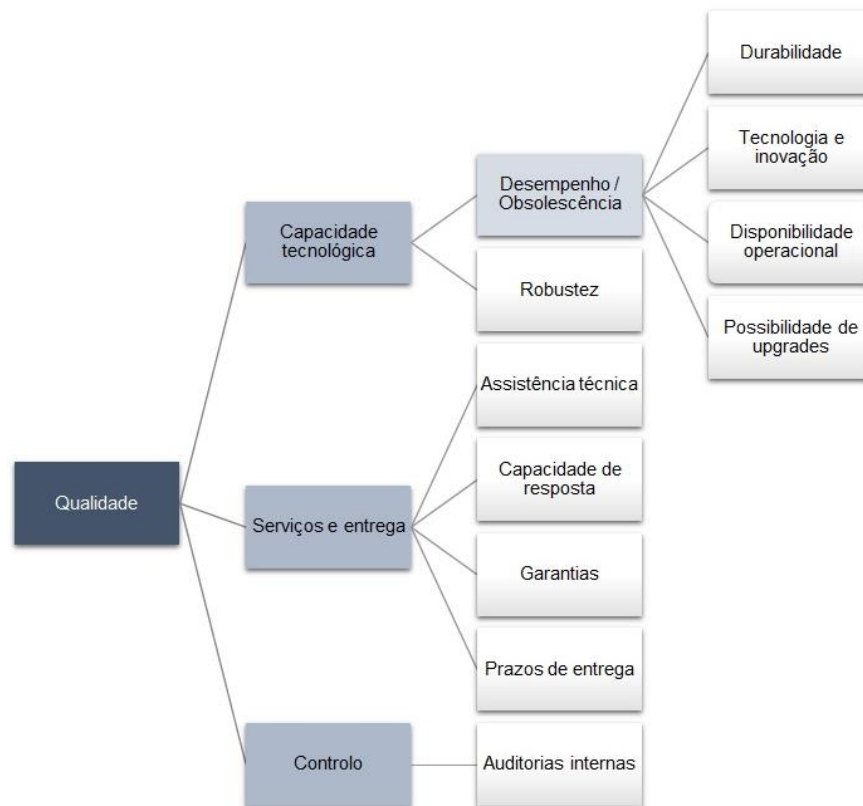 Durabilidade
Tecnologia e
inovação
Desempenho /
Obsolescência
Capacidade
tecnológica
Disponibilidade
operacional
Robustez
Possibilidade de
upgrades
Assistência técnica
Capacidade de
resposta
Qualidade
Serviços e entrega
Garantias
Prazos de entrega
Controlo
Auditorias internas